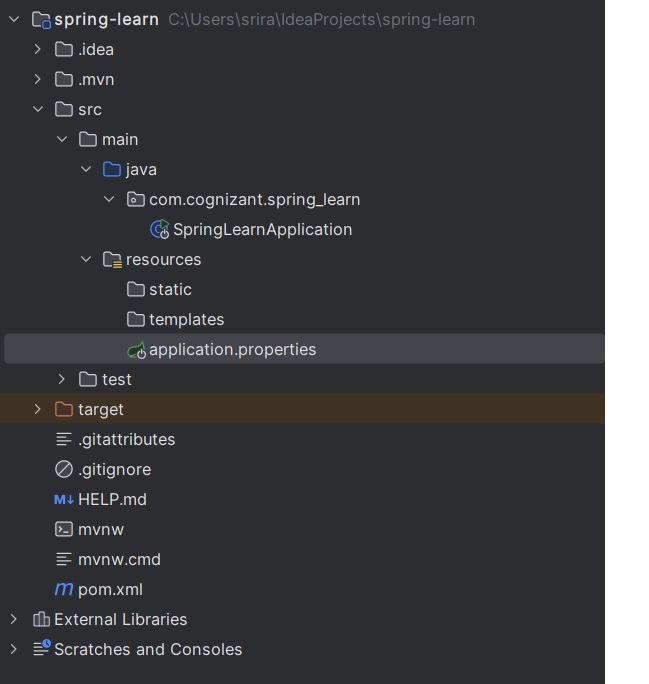 spring-learn C:\Users\srira\IdeaProjects\spring-learn
.idea
.mvn
src
main
java
com.cognizant.spring_learn
SpringLearnApplication
resources
static
templates
application.properties
test
target
.gitattributes
.gitignore
M↓ HELP.md
mvnw
mvnw.cmd
m pom.xml
External Libraries
Scratches and Consoles